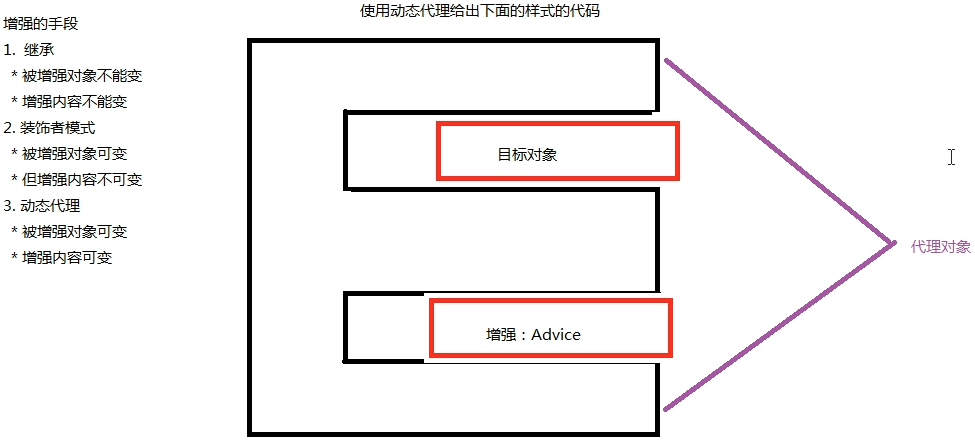 使用动态代理给出下面的样式的代码
增强的手段
1. 继承
* 被增强对象不能变
* 增强内容不能变
2. 装饰者模式
* 被增强对象可变
* 但增强内容不可变
3. 动态代理
* 被增强对象可变
* 增强内容可变
目标对象
代理对象
增强：Advice